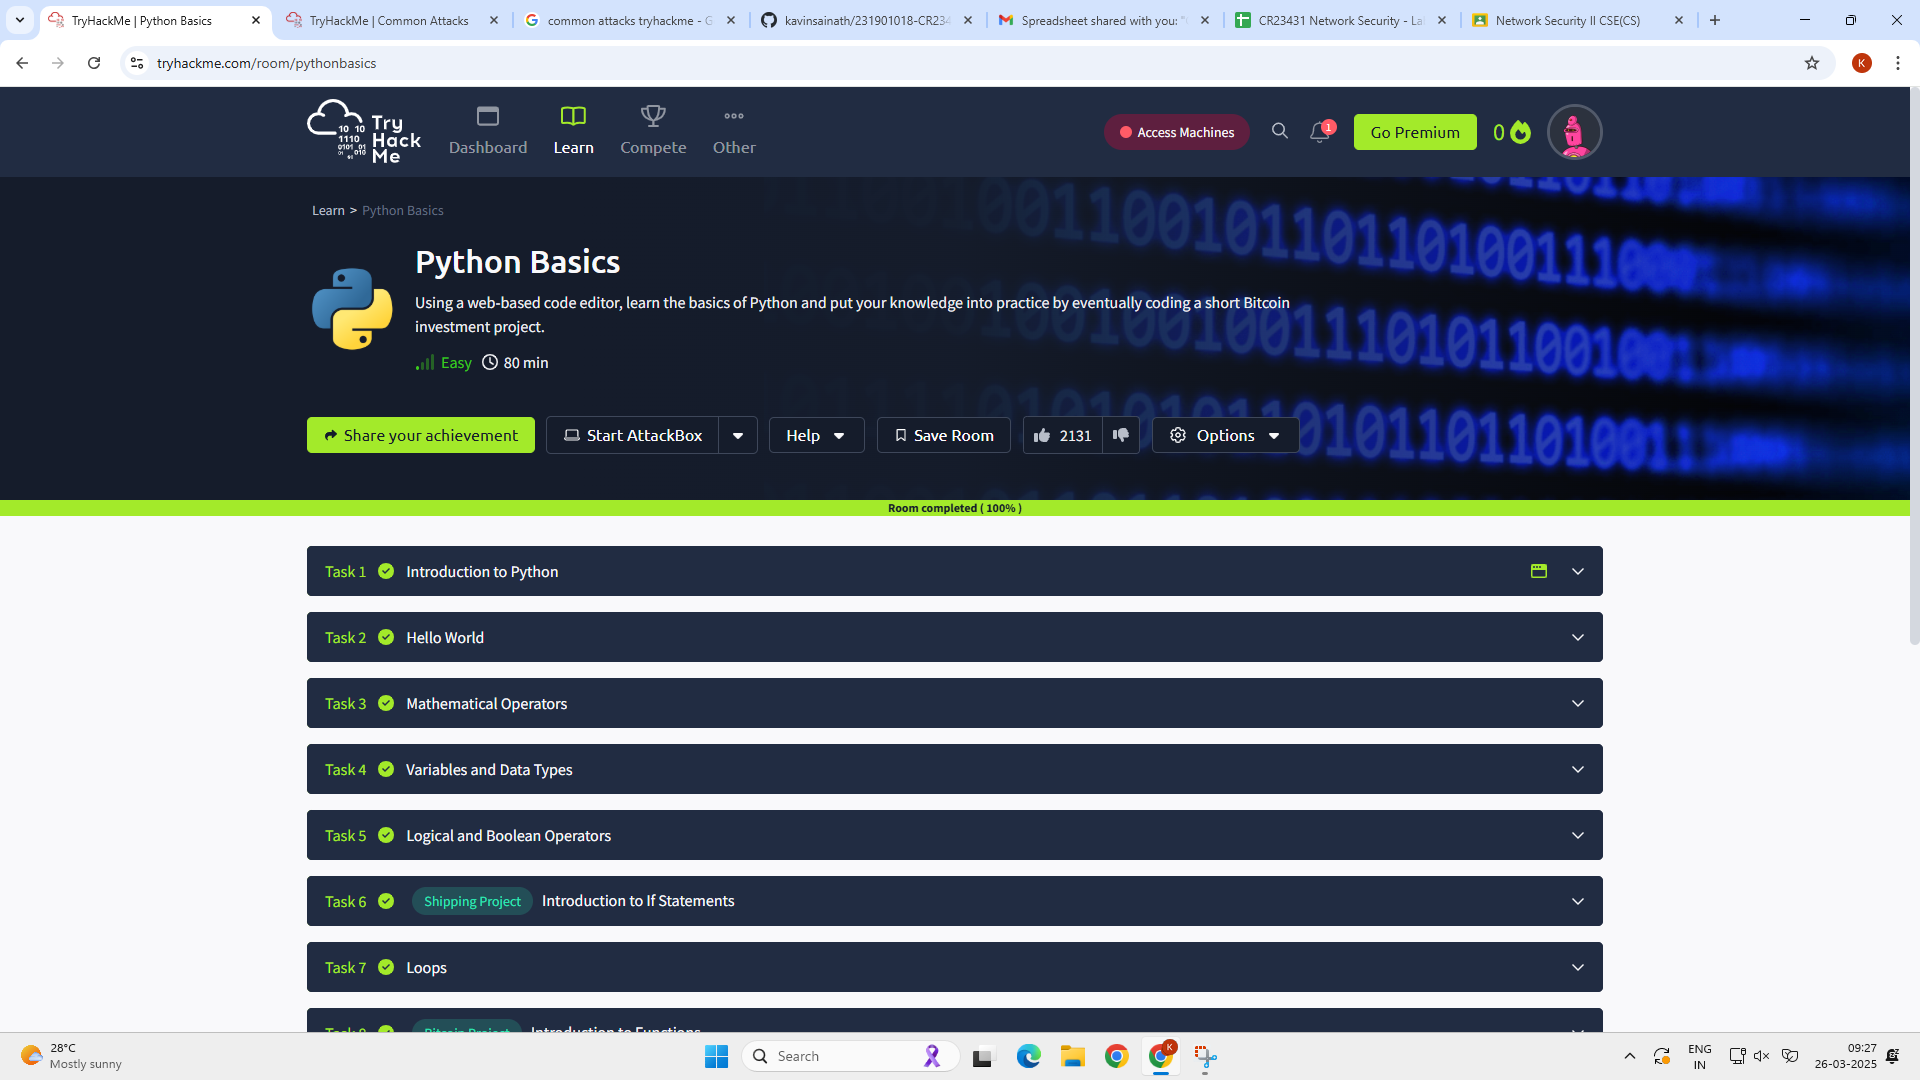 TryHackMe | Python Basics
TryHackMe | Common Attacks
common attacks tryhackme - G
kavinsainath/231901018-CR234
Spreadsheet shared with you: "
CR23431 Network Security - La
Network Security II CSE(CS)
tryhackme.com/room/pythonbasics
K
Try
Hack
Me
Dashboard
Learn
Compete
Other
Access Machines
1
Go Premium
0
Learn > Python Basics
Python Basics
Using a web-based code editor, learn the basics of Python and put your knowledge into practice by eventually coding a short Bitcoin
investment project.
Easy
80 min
Share your achievement
Start AttackBox
Help
Save Room
2131
Options
Room completed ( 100% )
Task 1 Introduction to Python
Task 2 Hello World
Task 3 Mathematical Operators
Task 4 Variables and Data Types
Task 5 Logical and Boolean Operators
Task 6 Shipping Project Introduction to If Statements
Task 7 Loops
Bitcoin Project Introduction to Functions
28°C
Mostly sunny
Search
K
ENG
IN
09:27
26-03-2025